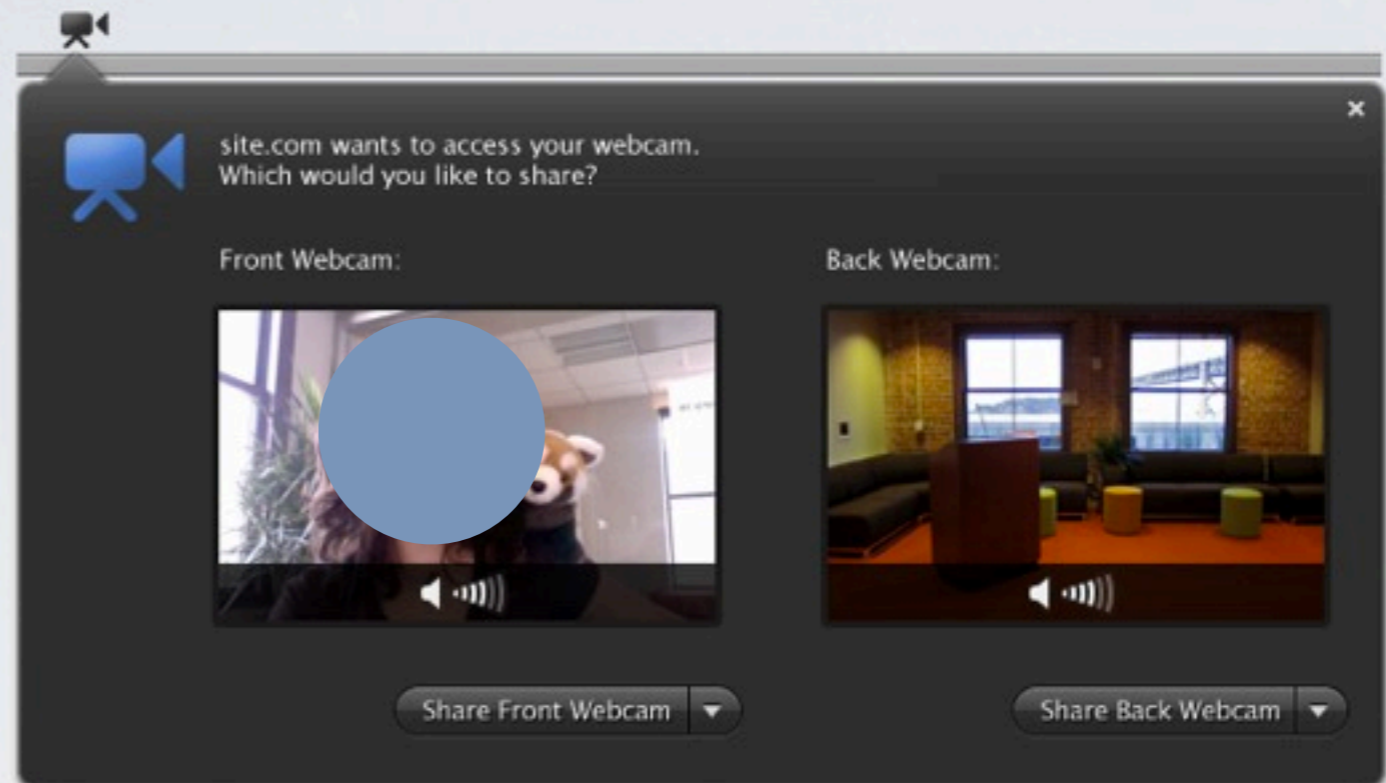 site.com wants to access your webcam.
Which would you like to share?
Front Webcam:
Back Webcam:
Share Front Webcam
Share Back Webcam